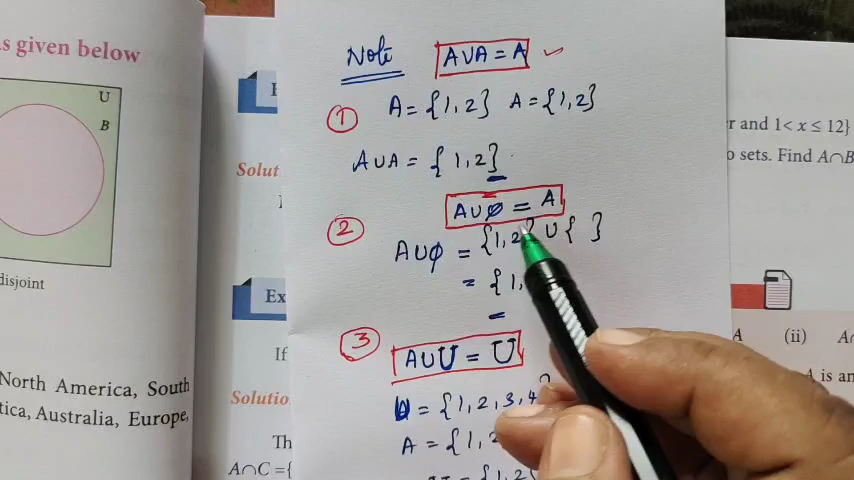 s given below
U
B
disjoint
North America, South
tica, Australia, Europe,
Solut
Ex
If
Solutio
Th
A∩C ={
Note A∪A = A
① A = {1,2} A = {1,2}
A∪A = {1,2}
A∪φ = A
② A∪φ = {1,2} ∪ { }
= {1,
③ A∪U = U
U = {1,2,3,4
A = {1,2
= {1,2
r and 1< x ≤ 12}
o sets. Find A∩B
A (ii) A∩
A is an